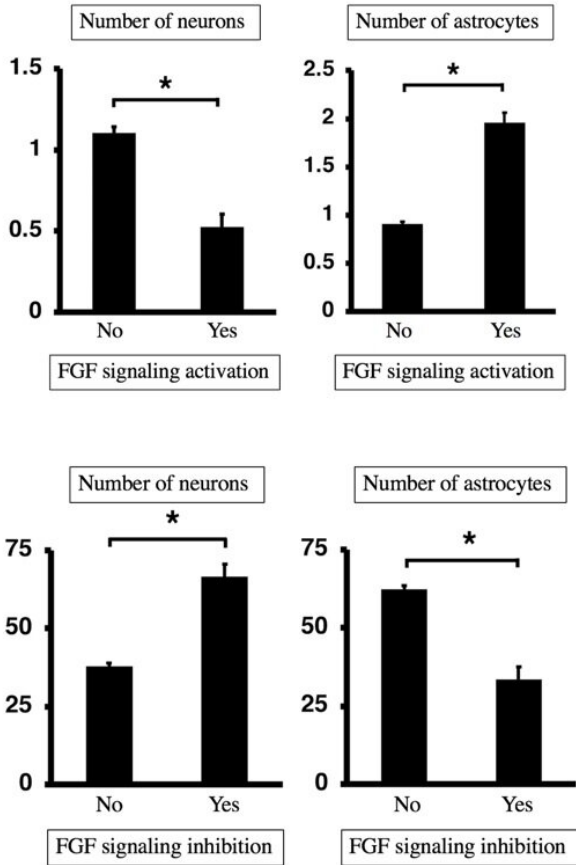 Number of neurons
Number of astrocytes
1.5
1
0.5
0
*
No
Yes
FGF signaling activation
2.5
2
1.5
1
0.5
0
*
No
Yes
FGF signaling activation
Number of neurons
Number of astrocytes
75
50
25
0
*
No
Yes
FGF signaling inhibition
75
50
25
0
*
No
Yes
FGF signaling inhibition